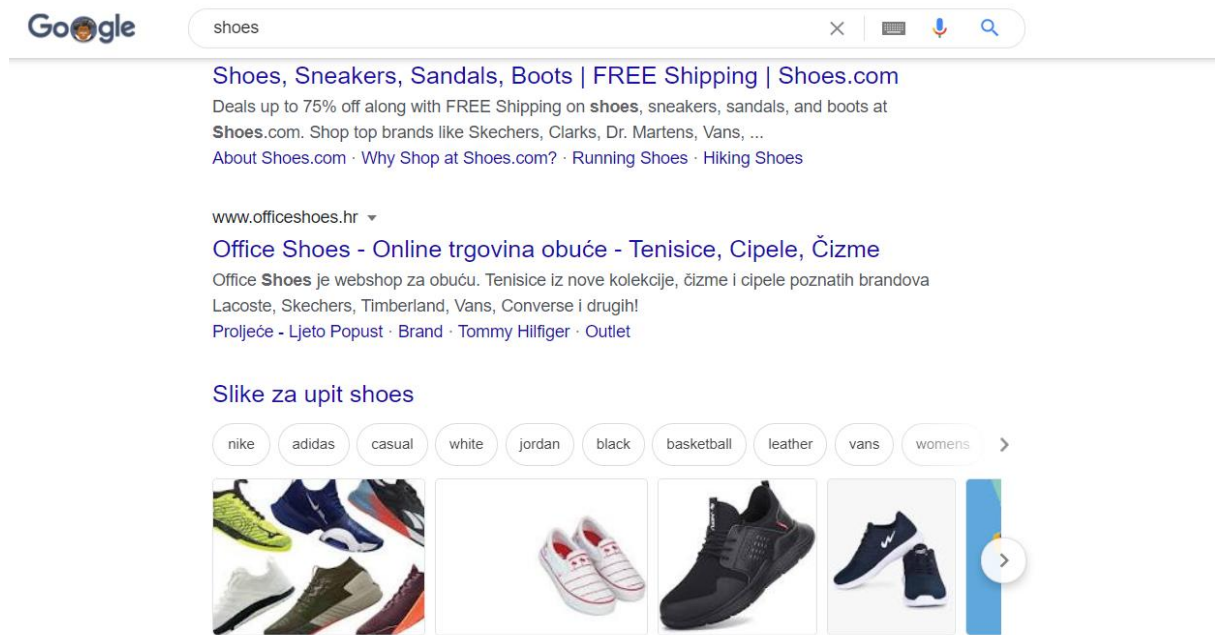 Google
shoes
Shoes, Sneakers, Sandals, Boots | FREE Shipping | Shoes.com
Deals up to 75% off along with FREE Shipping on shoes, sneakers, sandals, and boots at
Shoes.com. Shop top brands like Skechers, Clarks, Dr. Martens, Vans, ...
About Shoes.com · Why Shop at Shoes.com? · Running Shoes · Hiking Shoes
www.officeshoes.hr
Office Shoes - Online trgovina obuće - Tenisice, Cipele, Čizme
Office Shoes je webshop za obuću. Tenisice iz nove kolekcije, čizme i cipele poznatih brandova
Lacoste, Skechers, Timberland, Vans, Converse i drugih!
Proljeće - Ljeto Popust · Brand · Tommy Hilfiger · Outlet
Slike za upit shoes
nike adidas casual white jordan black basketball leather vans womens